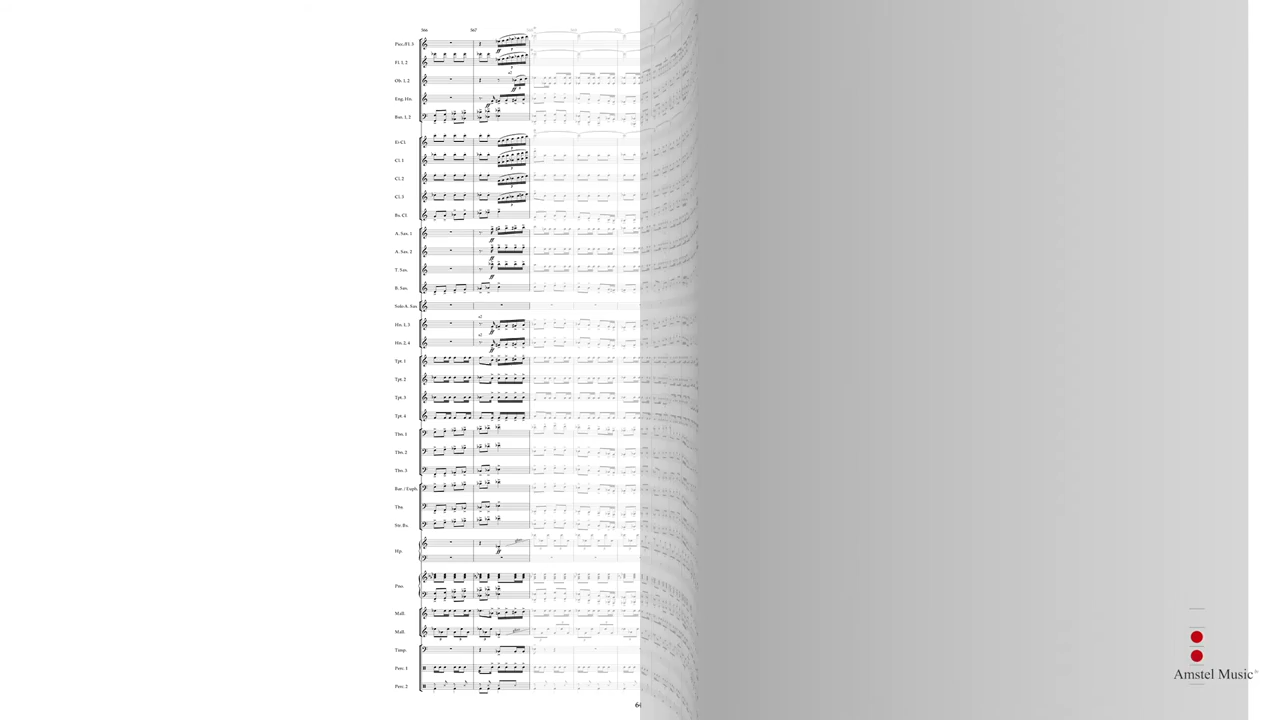 566
567
Picc./Fl. 3
Fl. 1, 2
Ob. 1, 2
Eng. Hn.
Bsn. 1, 2
E♭ Cl.
Cl. 1
Cl. 2
Cl. 3
Bs. Cl.
A. Sax. 1
A. Sax. 2
T. Sax.
B. Sax.
Solo A. Sax
Hn. 1, 3
Hn. 2, 4
Tpt. 1
Tpt. 2
Tpt. 3
Tpt. 4
Tbn. 1
Tbn. 2
Tbn. 3
Bar. / Euph.
Tba.
Str. Bs.
Hp.
Pno.
Mall.
Mall.
Timp.
Perc. 1
Perc. 2
Amstel Music